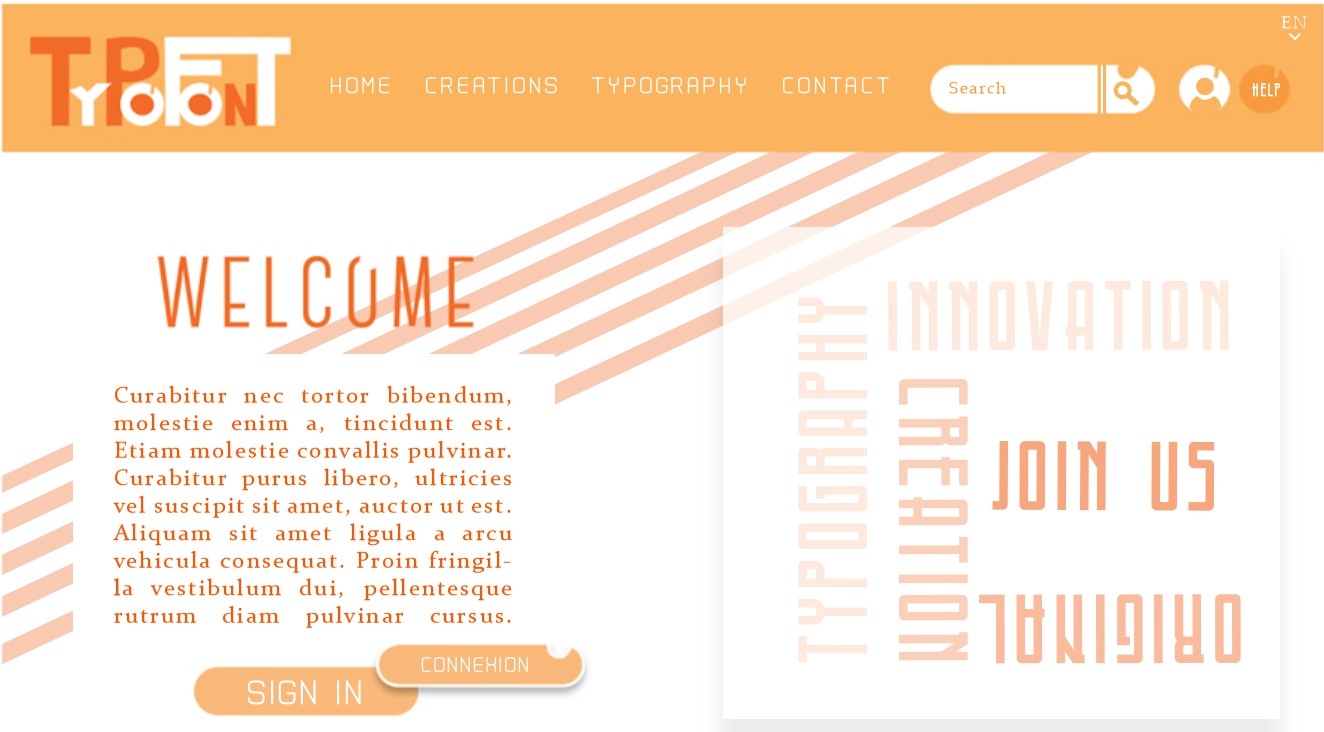 EN
TYPOFONT
HOME CREATIONS TYPOGRAPHY CONTACT
Search
HELP
WELCOME
Curabitur nec tortor bibendum,
molestie enim a, tincidunt est.
Etiam molestie convallis pulvinar.
Curabitur purus libero, ultricies
vel suscipit sit amet, auctor ut est.
Aliquam sit amet ligula a arcu
vehicula consequat. Proin fringil-
la vestibulum dui, pellentesque
rutrum diam pulvinar cursus.
CONNEXION
SIGN IN
TYPOGRAPHY
INNOVATION
CREATION
JOIN US
ORIGINAL